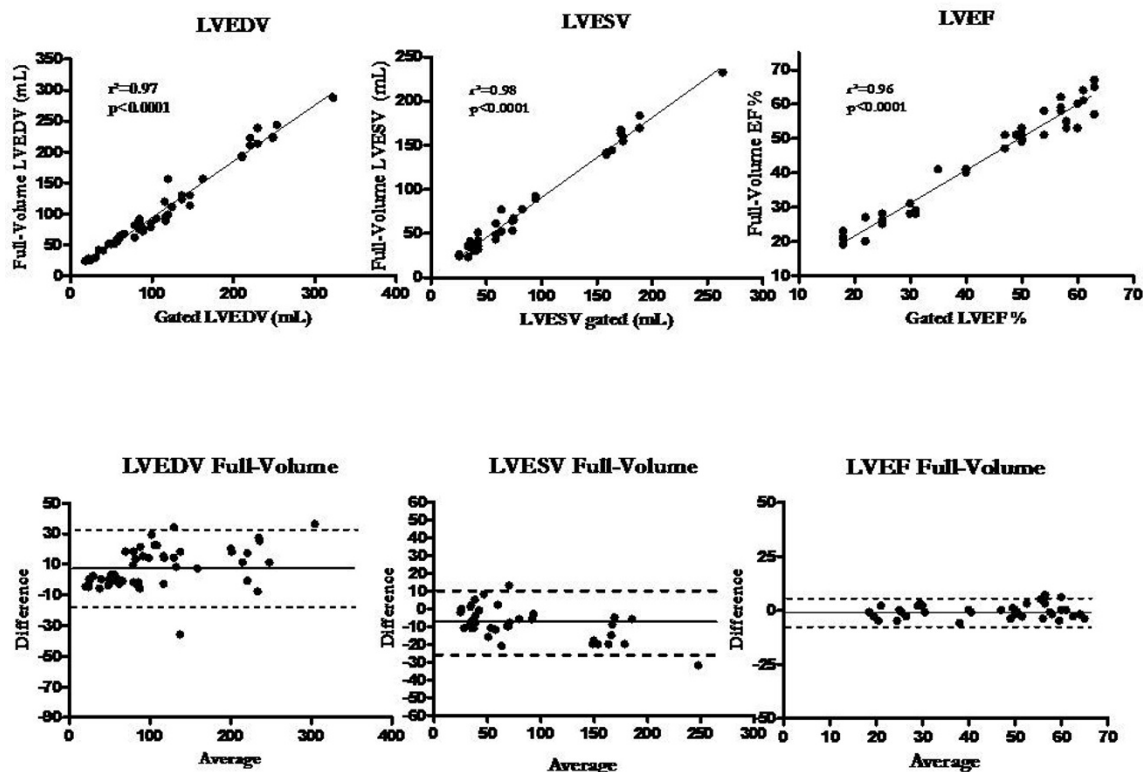 LVEDV
Full-Volume LVEDV (mL)
350
300
250
200
150
100
50
0
r²=0.97
p<0.0001
0 100 200 300 400
Gated LVEDV (mL)
LVESV
Full-Volume LVESV (mL)
250
200
150
100
50
0
r²=0.98
p<0.0001
0 50 100 150 200 250 300
LVESV gated (mL)
LVEF
Full-Volume EF %
70
60
50
40
30
20
10
r²=0.96
p<0.0001
10 20 30 40 50 60 70
Gated LVEF %
LVEDV Full-Volume
Difference
50
30
10
-10
-30
-50
-70
-90
0 100 200 300 400
Average
LVESV Full-Volume
Difference
60
50
40
30
20
10
0
-10
-20
-30
-40
-50
-60
0 50 100 150 200 250
Average
LVEF Full-Volume
Difference
50
25
0
-25
-50
0 10 20 30 40 50 60 70
Average